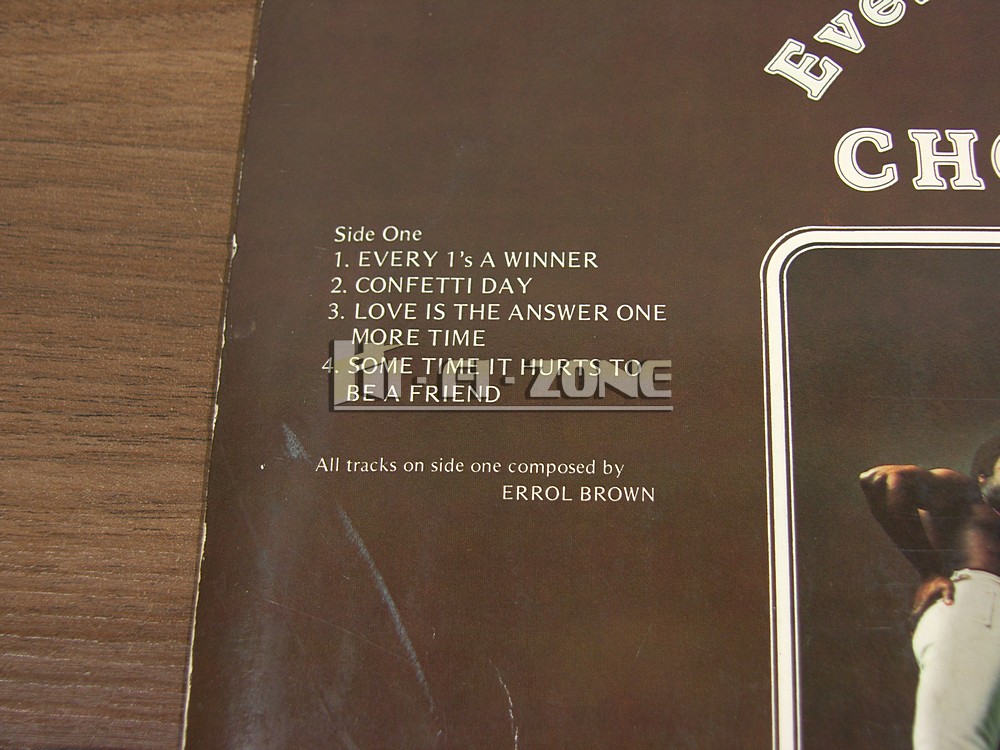 Eve
CHO
Side One
1. EVERY 1's A WINNER
2. CONFETTI DAY
3. LOVE IS THE ANSWER ONE
MORE TIME
4. SOME TIME IT HURTS TO
BE A FRIEND
HI-FI-ZONE
All tracks on side one composed by
ERROL BROWN